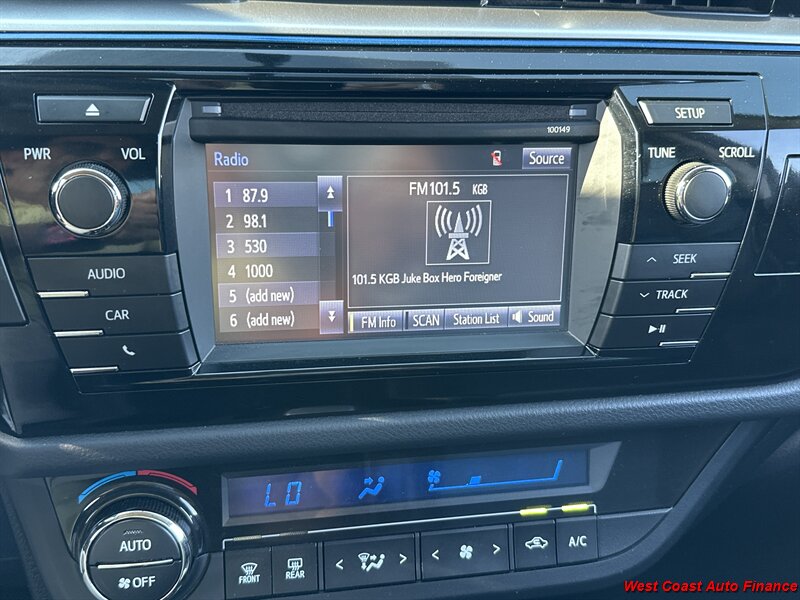 100149
SETUP
PWR VOL
Radio
Source
TUNE SCROLL
1 87.9
2 98.1
3 530
4 1000
5 (add new)
6 (add new)
FM101.5 KGB
101.5 KGB Juke Box Hero Foreigner
FM Info SCAN Station List Sound
AUDIO
CAR
SEEK
TRACK
LO
AUTO
OFF
FRONT
REAR
A/C
West Coast Auto Finance